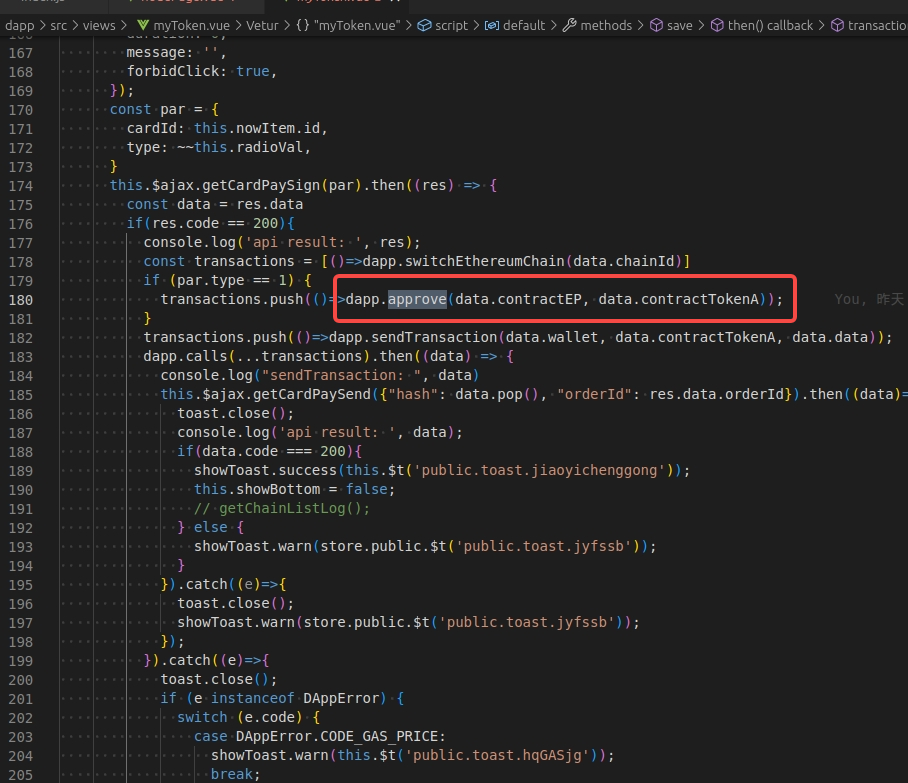 dapp > src > views > myToken.vue > Vetur > {} "myToken.vue" > script > default > methods > save > then() callback > transactio
167 message: '',
168 forbidClick: true,
169 });
170 const par = {
171 cardId: this.nowItem.id,
172 type: ~~this.radioVal,
173 }
174 this.$ajax.getCardPaySign(par).then((res) => {
175 const data = res.data
176 if(res.code == 200){
177 console.log('api result: ', res);
178 const transactions = [()=>dapp.switchEthereumChain(data.chainId)]
179 if (par.type == 1) {
180 transactions.push(()=>dapp.approve(data.contractEP, data.contractTokenA)); You, 昨天
181 }
182 transactions.push(()=>dapp.sendTransaction(data.wallet, data.contractTokenA, data.data));
183 dapp.calls(...transactions).then((data) => {
184 console.log("sendTransaction: ", data)
185 this.$ajax.getCardPaySend({"hash": data.pop(), "orderId": res.data.orderId}).then((data)=
186 toast.close();
187 console.log('api result: ', data);
188 if(data.code === 200){
189 showToast.success(this.$t('public.toast.jiaoyichenggong'));
190 this.showBottom = false;
191 // getChainListLog();
192 } else {
193 showToast.warn(store.public.$t('public.toast.jyfssb'));
194 }
195 }).catch((e)=>{
196 toast.close();
197 showToast.warn(store.public.$t('public.toast.jyfssb'));
198 });
199 }).catch((e)=>{
200 toast.close();
201 if (e instanceof DAppError) {
202 switch (e.code) {
203 case DAppError.CODE_GAS_PRICE:
204 showToast.warn(this.$t('public.toast.hqGASjg'));
205 break;